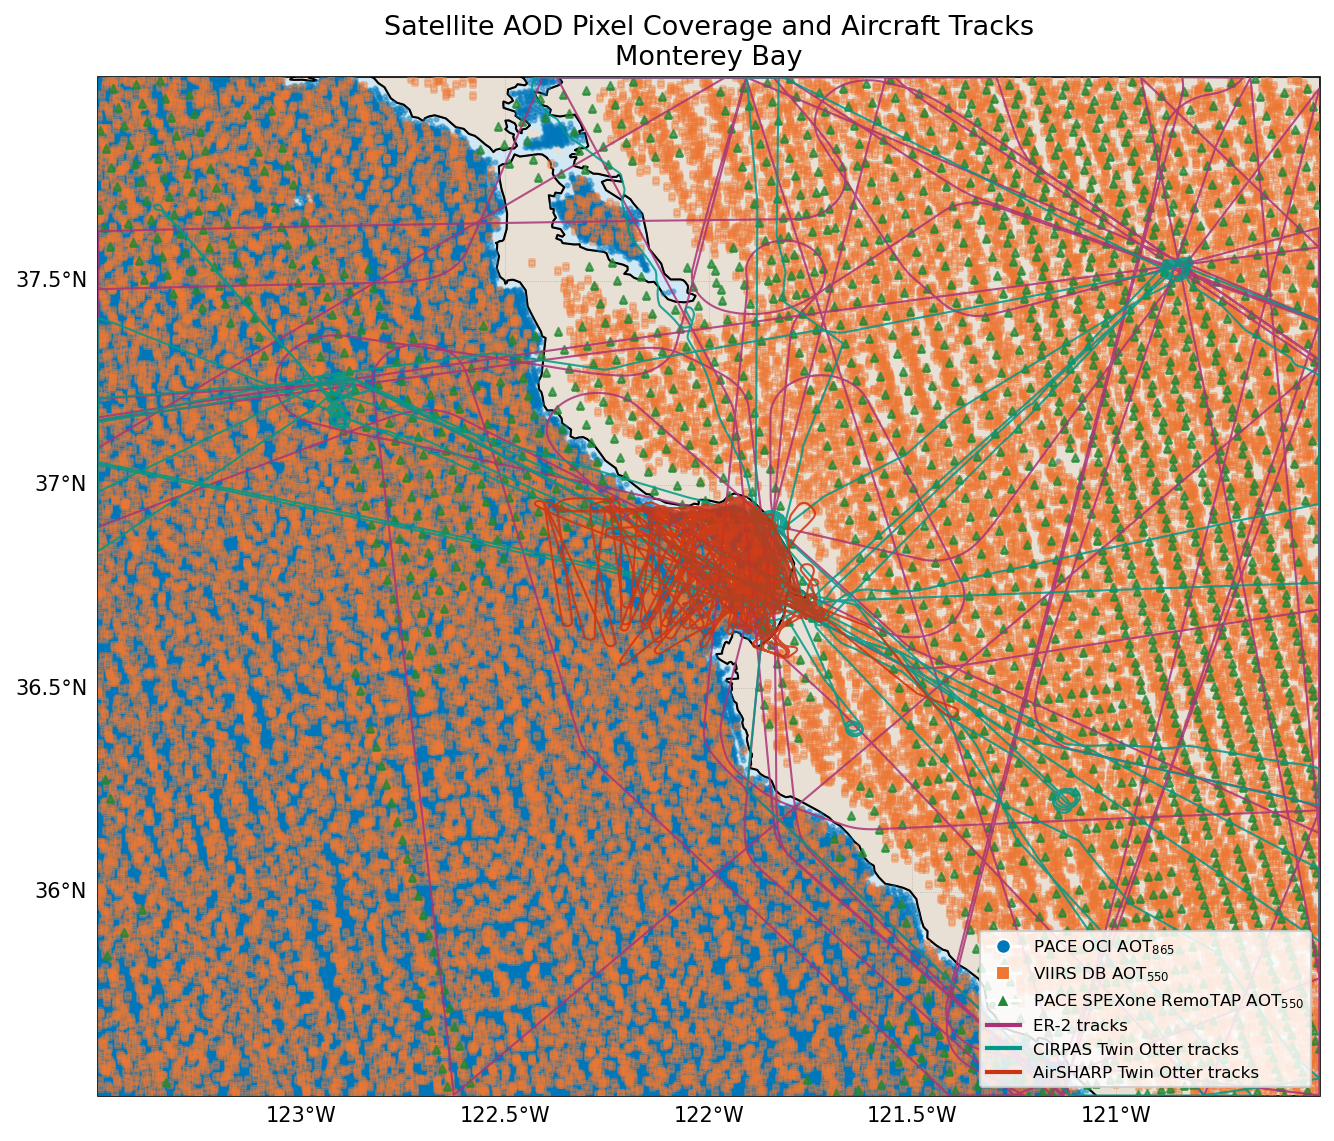 Satellite AOD Pixel Coverage and Aircraft Tracks
Monterey Bay
37.5°N
37°N
36.5°N
36°N
PACE OCI AOT₈₆₅
VIIRS DB AOT₅₅₀
PACE SPEXone RemoTAP AOT₅₅₀
ER-2 tracks
CIRPAS Twin Otter tracks
AirSHARP Twin Otter tracks
123°W 122.5°W 122°W 121.5°W 121°W